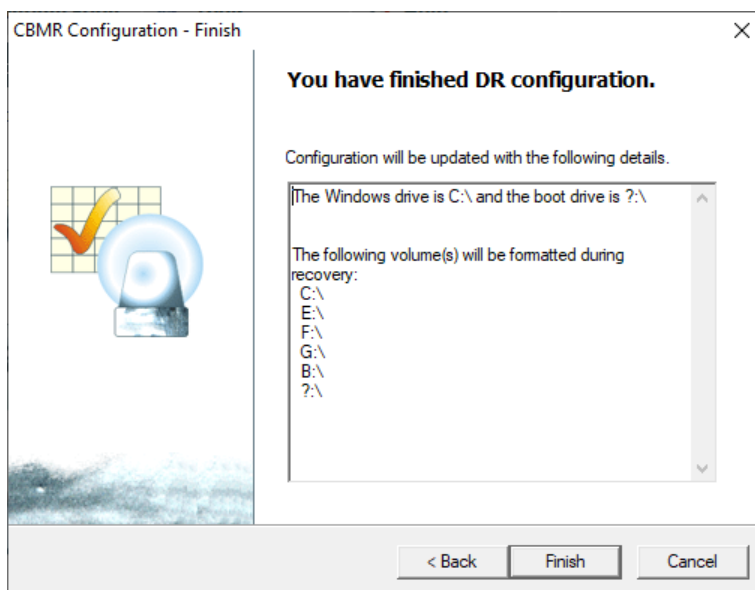 CBMR Configuration - Finish
You have finished DR configuration.
Configuration will be updated with the following details.
The Windows drive is C:\ and the boot drive is ?:\
The following volume(s) will be formatted during
recovery:
C:\
E:\
F:\
G:\
B:\
?:\
< Back
Finish
Cancel